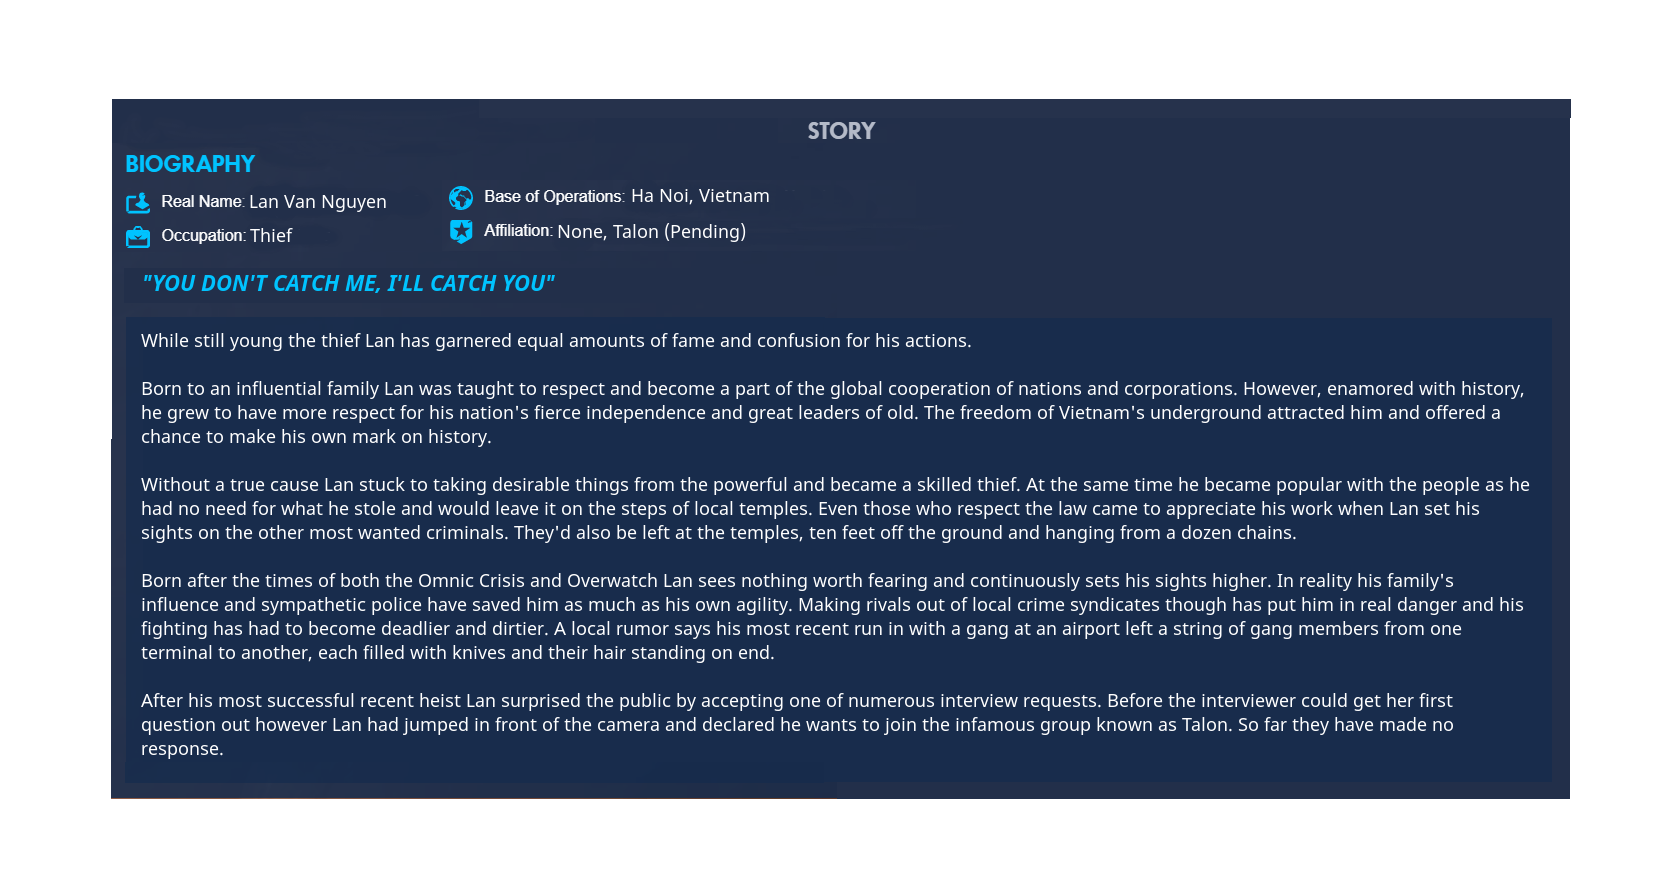 STORY
BIOGRAPHY
Real Name: Lan Van Nguyen
Base of Operations: Ha Noi, Vietnam
Occupation: Thief
Affiliation: None, Talon (Pending)
"YOU DON'T CATCH ME, I'LL CATCH YOU"
While still young the thief Lan has garnered equal amounts of fame and confusion for his actions.
Born to an influential family Lan was taught to respect and become a part of the global cooperation of nations and corporations. However, enamored with history,
he grew to have more respect for his nation's fierce independence and great leaders of old. The freedom of Vietnam's underground attracted him and offered a
chance to make his own mark on history.
Without a true cause Lan stuck to taking desirable things from the powerful and became a skilled thief. At the same time he became popular with the people as he
had no need for what he stole and would leave it on the steps of local temples. Even those who respect the law came to appreciate his work when Lan set his
sights on the other most wanted criminals. They'd also be left at the temples, ten feet off the ground and hanging from a dozen chains.
Born after the times of both the Omnic Crisis and Overwatch Lan sees nothing worth fearing and continuously sets his sights higher. In reality his family's
influence and sympathetic police have saved him as much as his own agility. Making rivals out of local crime syndicates though has put him in real danger and his
fighting has had to become deadlier and dirtier. A local rumor says his most recent run in with a gang at an airport left a string of gang members from one
terminal to another, each filled with knives and their hair standing on end.
After his most successful recent heist Lan surprised the public by accepting one of numerous interview requests. Before the interviewer could get her first
question out however Lan had jumped in front of the camera and declared he wants to join the infamous group known as Talon. So far they have made no
response.